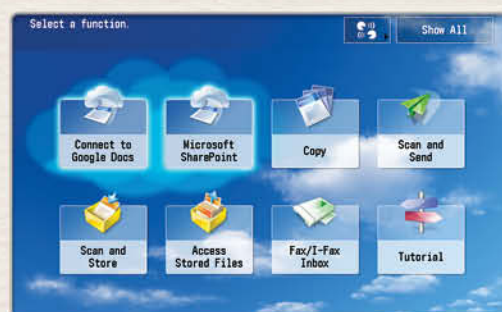 Select a function.
Show All
Connect to
Google Docs
Microsoft
SharePoint
Copy
Scan and
Send
Scan and
Store
Access
Stored Files
Fax/I-Fax
Inbox
Tutorial